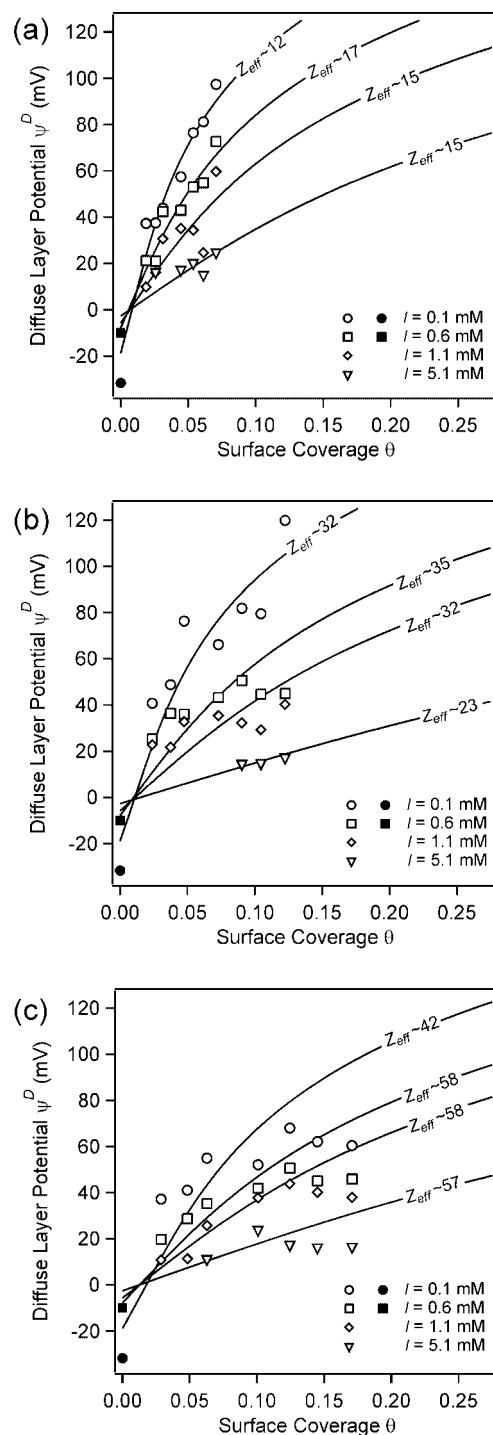 (a)
120
100
80
60
40
20
0
-20
Diffuse Layer Potential ψD (mV)
Zeff~12
Zeff~17
Zeff~15
Zeff~15
I = 0.1 mM
I = 0.6 mM
I = 1.1 mM
I = 5.1 mM
0.00 0.05 0.10 0.15 0.20 0.25
Surface Coverage θ
(b)
120
100
80
60
40
20
0
-20
Diffuse Layer Potential ψD (mV)
Zeff~32
Zeff~35
Zeff~32
Zeff~23
I = 0.1 mM
I = 0.6 mM
I = 1.1 mM
I = 5.1 mM
0.00 0.05 0.10 0.15 0.20 0.25
Surface Coverage θ
(c)
120
100
80
60
40
20
0
-20
Diffuse Layer Potential ψD (mV)
Zeff~42
Zeff~58
Zeff~58
Zeff~57
I = 0.1 mM
I = 0.6 mM
I = 1.1 mM
I = 5.1 mM
0.00 0.05 0.10 0.15 0.20 0.25
Surface Coverage θ